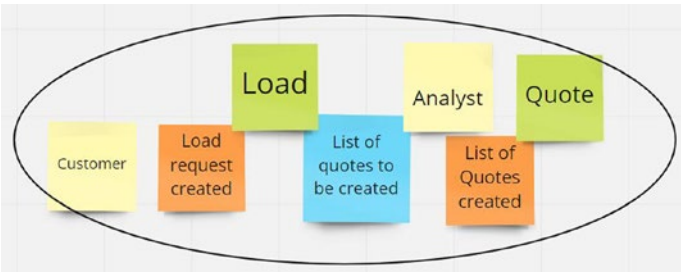 Load
Analyst
Quote
Customer
Load
request
created
List of
quotes to
be created
List of
Quotes
created